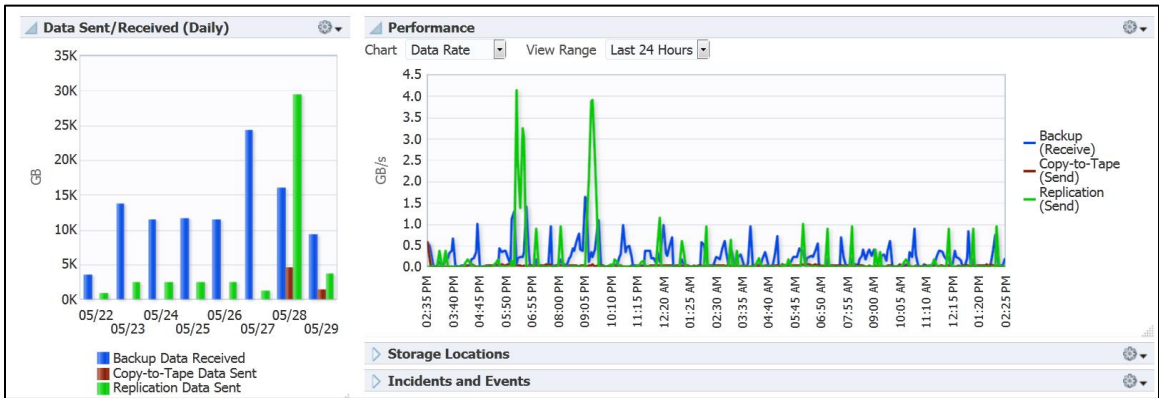 Data Sent/Received (Daily)
35K
30K
25K
20K
15K
10K
5K
0K
GB
05/22
05/23
05/24
05/25
05/26
05/27
05/28
05/29
Backup Data Received
Copy-to-Tape Data Sent
Replication Data Sent
Performance
Chart Data Rate View Range Last 24 Hours
4.5
4.0
3.5
3.0
2.5
2.0
1.5
1.0
0.5
0.0
GB/s
02:35 PM
03:40 PM
04:45 PM
05:50 PM
06:55 PM
08:00 PM
09:05 PM
10:10 PM
11:15 PM
12:20 AM
01:25 AM
02:30 AM
03:35 AM
04:40 AM
05:45 AM
06:50 AM
07:55 AM
09:00 AM
10:05 AM
11:10 AM
12:15 PM
01:20 PM
02:25 PM
Backup
(Receive)
Copy-to-Tape
(Send)
Replication
(Send)
Storage Locations
Incidents and Events